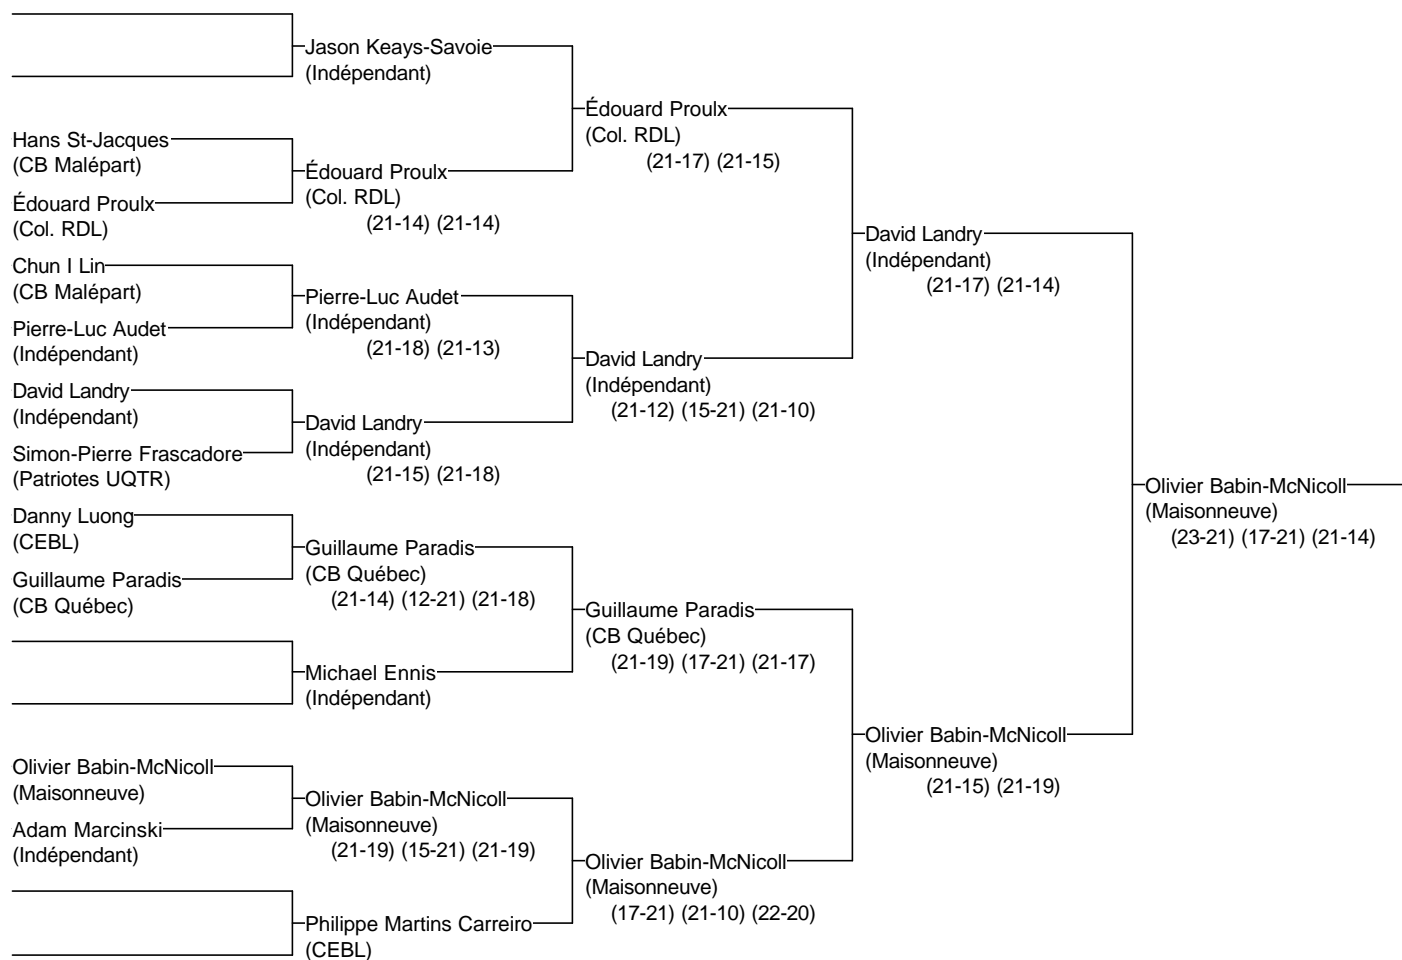 Jason Keays-Savoie
(Indépendant)
Édouard Proulx
(Col. RDL)
(21-17) (21-15)
Hans St-Jacques
(CB Malépart)
Édouard Proulx
(Col. RDL)
(21-14) (21-14)
Édouard Proulx
(Col. RDL)
David Landry
(Indépendant)
(21-17) (21-14)
Chun I Lin
(CB Malépart)
Pierre-Luc Audet
(Indépendant)
(21-18) (21-13)
Pierre-Luc Audet
(Indépendant)
David Landry
(Indépendant)
(21-12) (15-21) (21-10)
David Landry
(Indépendant)
David Landry
(Indépendant)
(21-15) (21-18)
Simon-Pierre Frascadore
(Patriotes UQTR)
Olivier Babin-McNicoll
(Maisonneuve)
(23-21) (17-21) (21-14)
Danny Luong
(CEBL)
Guillaume Paradis
(CB Québec)
(21-14) (12-21) (21-18)
Guillaume Paradis
(CB Québec)
Guillaume Paradis
(CB Québec)
(21-19) (17-21) (21-17)
Michael Ennis
(Indépendant)
Olivier Babin-McNicoll
(Maisonneuve)
(21-15) (21-19)
Olivier Babin-McNicoll
(Maisonneuve)
Olivier Babin-McNicoll
(Maisonneuve)
(21-19) (15-21) (21-19)
Adam Marcinski
(Indépendant)
Olivier Babin-McNicoll
(Maisonneuve)
(17-21) (21-10) (22-20)
Philippe Martins Carreiro
(CEBL)